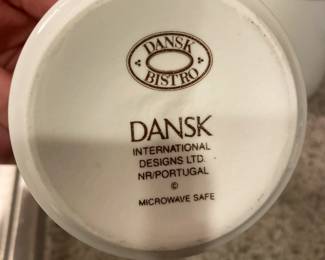 DANSK
BISTRO
DANSK
INTERNATIONAL
DESIGNS LTD.
NR/PORTUGAL
©
MICROWAVE SAFE